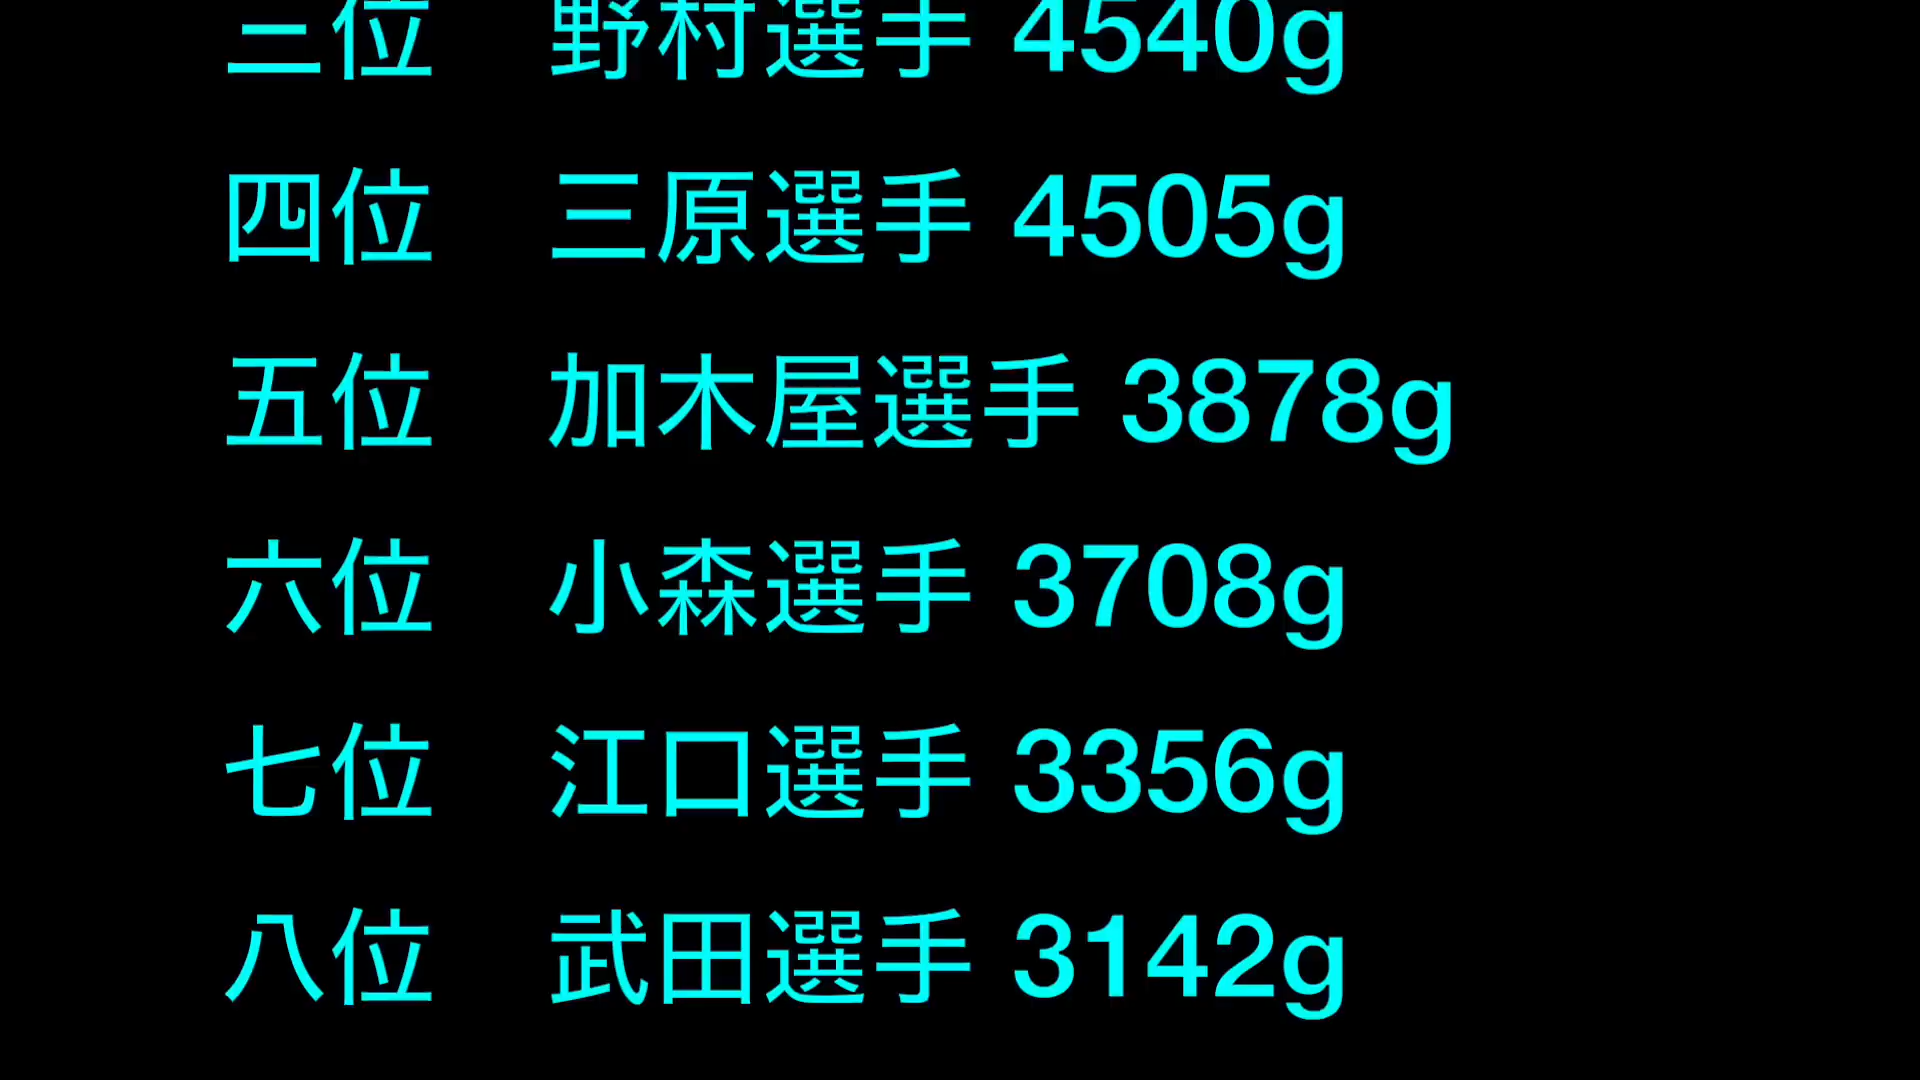 三位　野村選手 4540g
四位　三原選手 4505g
五位　加木屋選手 3878g
六位　小森選手 3708g
七位　江口選手 3356g
八位　武田選手 3142g